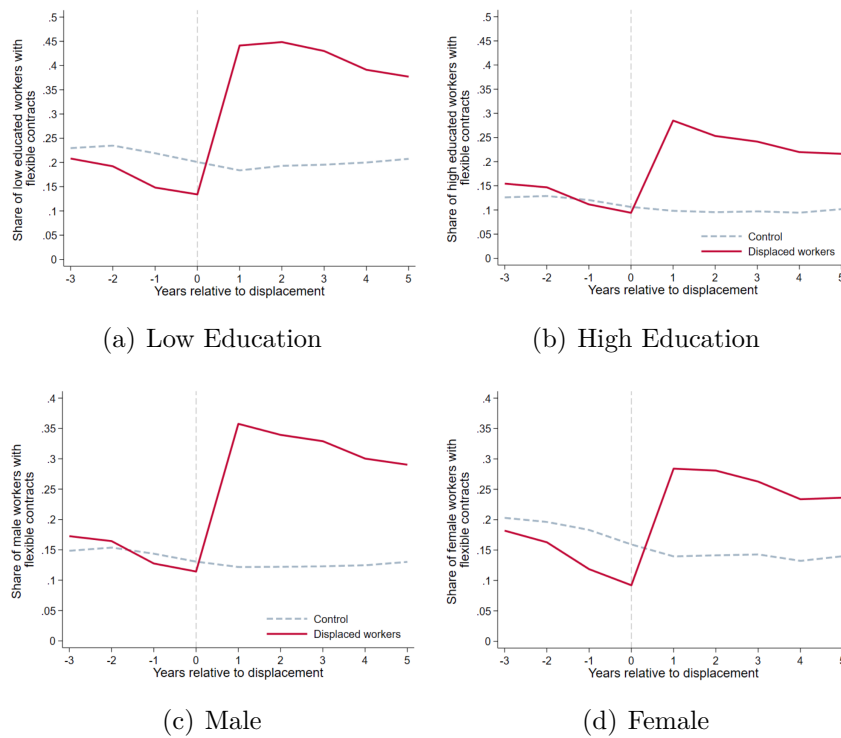 Share of low educated workers with
flexible contracts
.5
.45
.4
.35
.3
.25
.2
.15
.1
.05
0
-3 -2 -1 0 1 2 3 4 5
Years relative to displacement
(a) Low Education
Share of high educated workers with
flexible contracts
.5
.45
.4
.35
.3
.25
.2
.15
.1
.05
0
Control
Displaced workers
-3 -2 -1 0 1 2 3 4 5
Years relative to displacement
(b) High Education
Share of male workers with
flexible contracts
.4
.35
.3
.25
.2
.15
.1
.05
0
Control
Displaced workers
-3 -2 -1 0 1 2 3 4 5
Years relative to displacement
(c) Male
Share of female workers with
flexible contracts
.4
.35
.3
.25
.2
.15
.1
.05
0
Control
Displaced workers
-3 -2 -1 0 1 2 3 4 5
Years relative to displacement
(d) Female